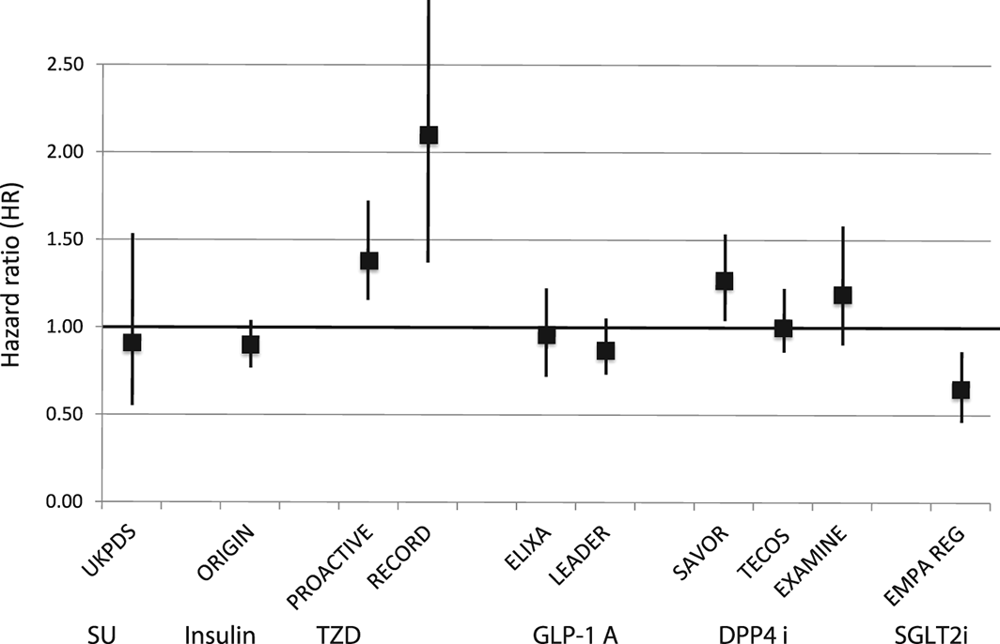 Hazard ratio (HR)
2.50
2.00
1.50
1.00
0.50
0.00
UKPDS
ORIGIN
PROACTIVE
RECORD
ELIXA
LEADER
SAVOR
TECOS
EXAMINE
EMPA REG
SU Insulin TZD GLP-1 A DPP4 i SGLT2i